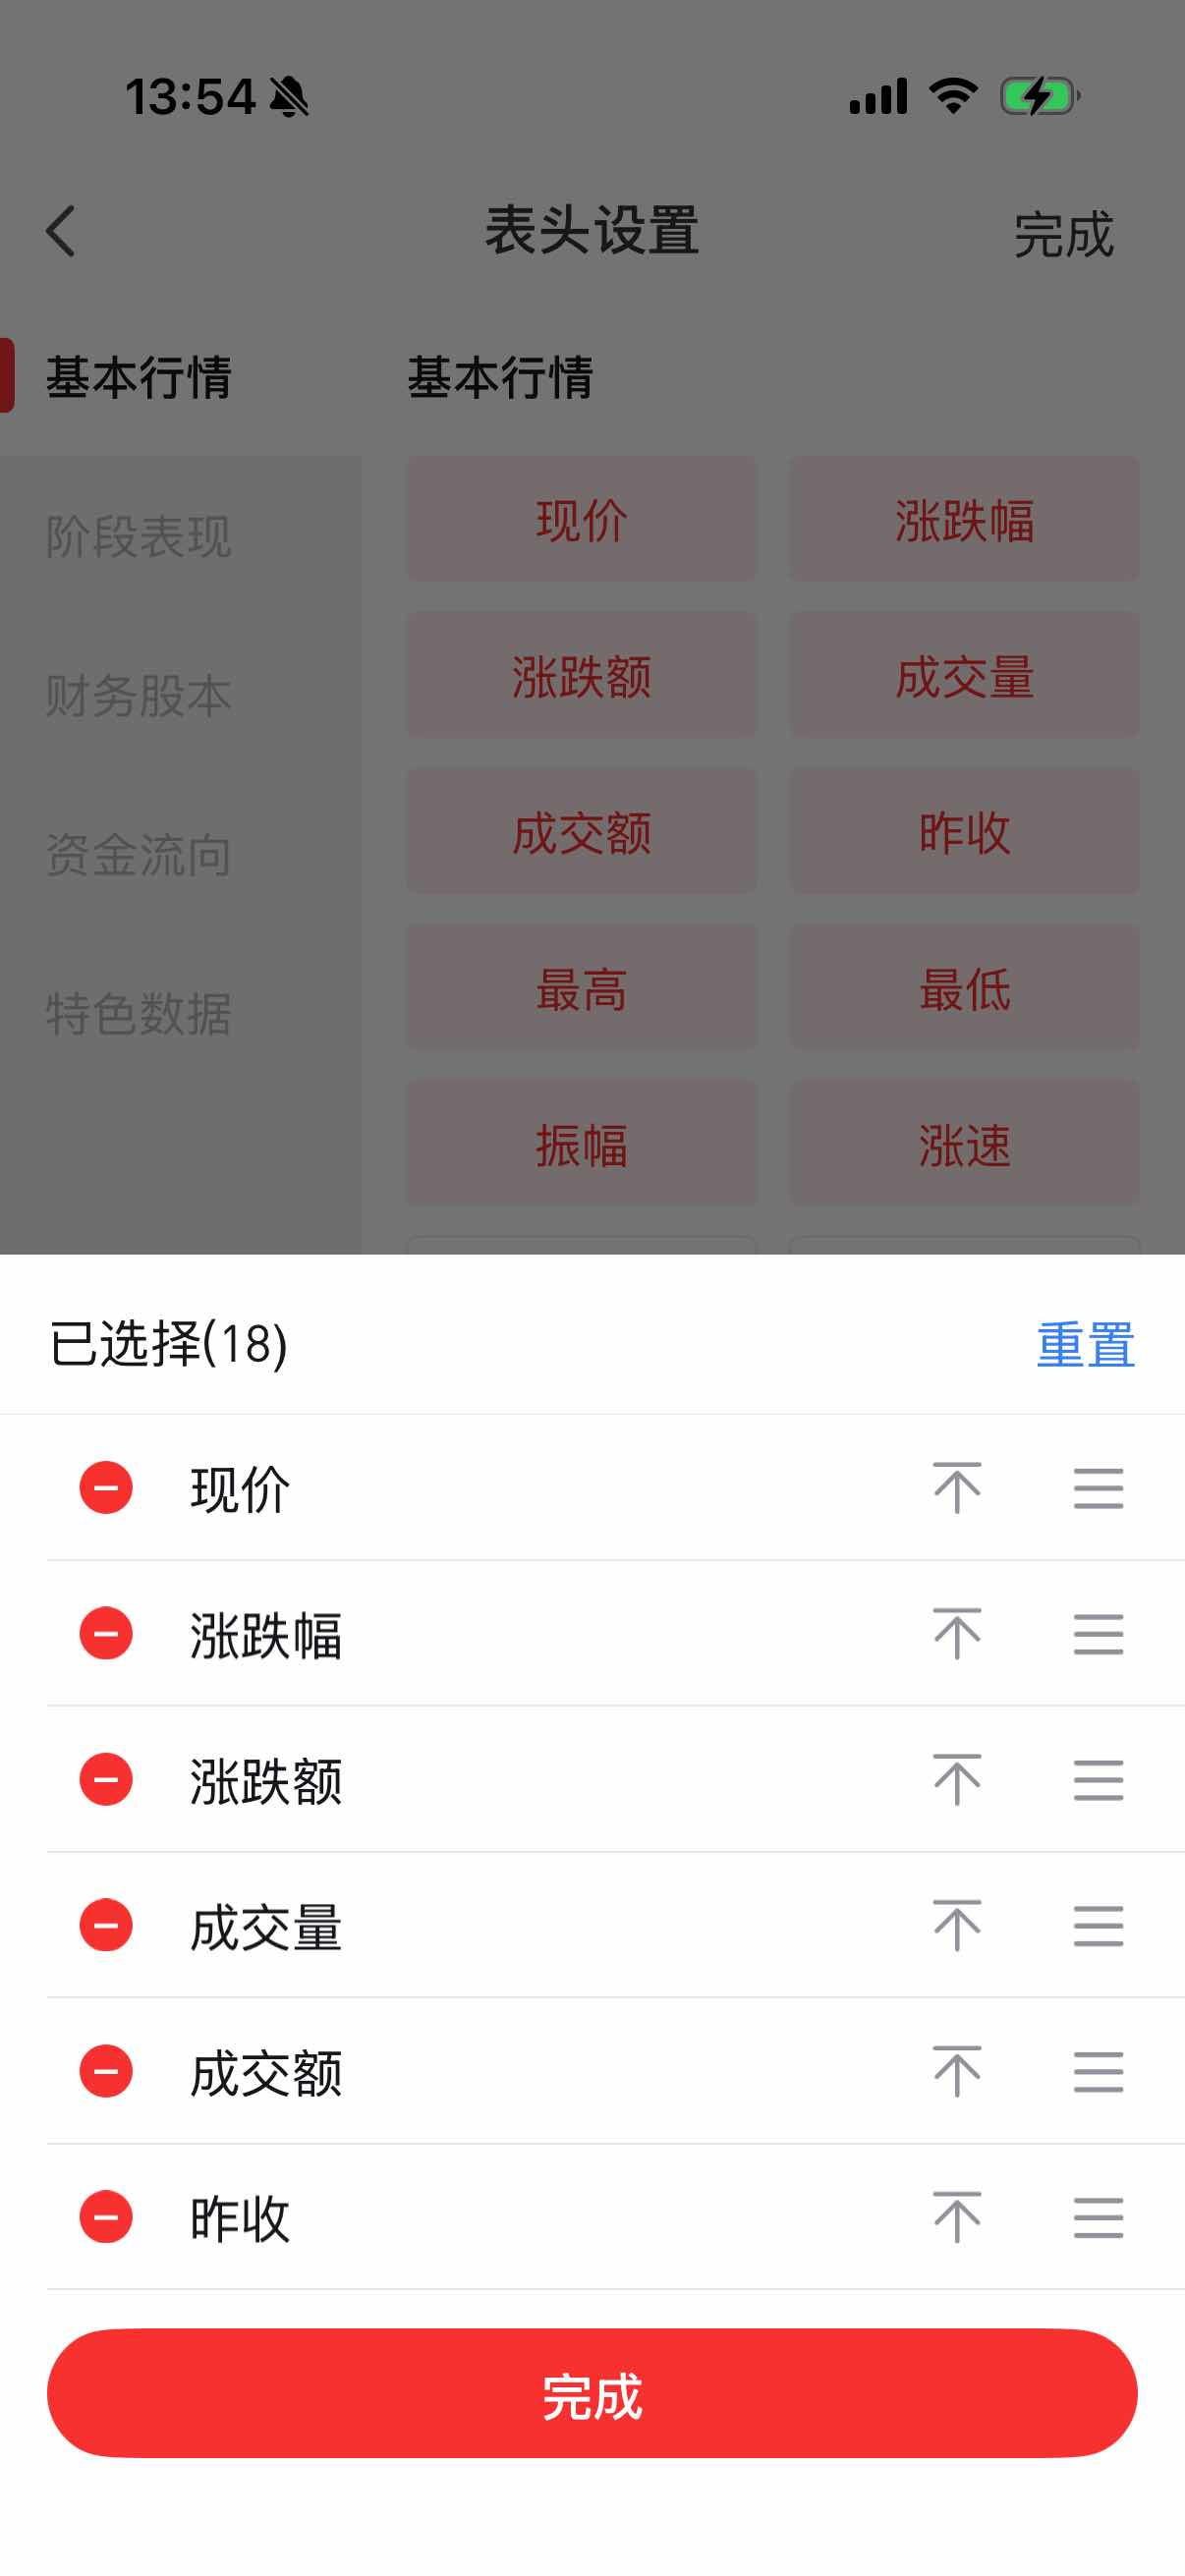 13:54
表头设置
完成
基本行情
阶段表现
财务股本
资金流向
特色数据
基本行情
现价
涨跌幅
涨跌额
成交量
成交额
昨收
最高
最低
振幅
涨速
已选择(18)
重置
现价
涨跌幅
涨跌额
成交量
成交额
昨收
完成